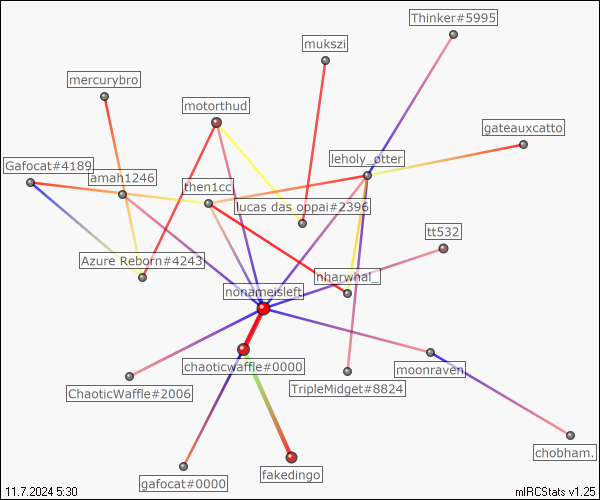 Thinker#5995
mukszi
mercurybro
motorthud
gateauxcatto
leholy_otter
Gafocat#4189
amah1246
then1cc
lucas das oppai#2396
tt532
Azure Reborn#4243
nharwhal_
nonameisleft
chaoticwaffle#0000
moonraven
ChaoticWaffle#2006
TripleMidget#8824
chobham.
fakedingo
gafocat#0000
11.7.2024 5:30
mIRCStats v1.25